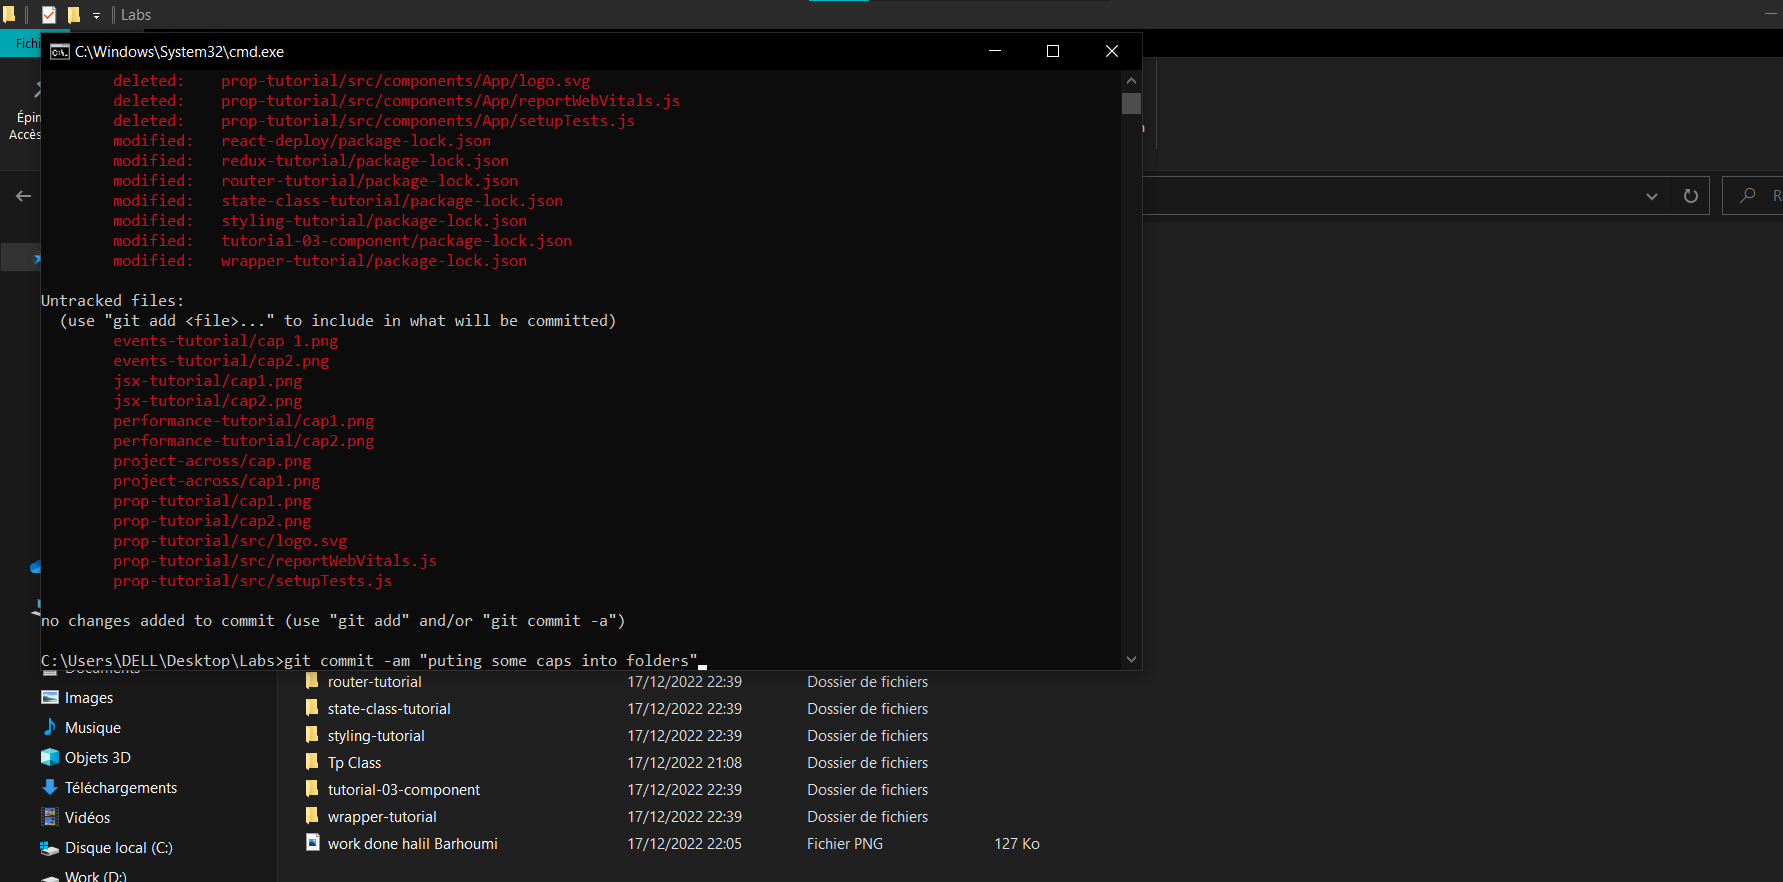 Labs
Fichi
C:\Windows\System32\cmd.exe
Épin
Accès
deleted: prop-tutorial/src/components/App/logo.svg
deleted: prop-tutorial/src/components/App/reportWebVitals.js
deleted: prop-tutorial/src/components/App/setupTests.js
modified: react-deploy/package-lock.json
modified: redux-tutorial/package-lock.json
modified: router-tutorial/package-lock.json
modified: state-class-tutorial/package-lock.json
modified: styling-tutorial/package-lock.json
modified: tutorial-03-component/package-lock.json
modified: wrapper-tutorial/package-lock.json
Untracked files:
(use "git add <file>..." to include in what will be committed)
events-tutorial/cap 1.png
events-tutorial/cap2.png
jsx-tutorial/cap1.png
jsx-tutorial/cap2.png
performance-tutorial/cap1.png
performance-tutorial/cap2.png
project-across/cap.png
project-across/cap1.png
prop-tutorial/cap1.png
prop-tutorial/cap2.png
prop-tutorial/src/logo.svg
prop-tutorial/src/reportWebVitals.js
prop-tutorial/src/setupTests.js
no changes added to commit (use "git add" and/or "git commit -a")
C:\Users\DELL\Desktop\Labs>git commit -am "puting some caps into folders"
R
Documents
Images
Musique
Objets 3D
Téléchargements
Vidéos
Disque local (C:)
Work (D:)
router-tutorial 17/12/2022 22:39 Dossier de fichiers
state-class-tutorial 17/12/2022 22:39 Dossier de fichiers
styling-tutorial 17/12/2022 22:39 Dossier de fichiers
Tp Class 17/12/2022 21:08 Dossier de fichiers
tutorial-03-component 17/12/2022 22:39 Dossier de fichiers
wrapper-tutorial 17/12/2022 22:39 Dossier de fichiers
work done halil Barhoumi 17/12/2022 22:05 Fichier PNG 127 Ko